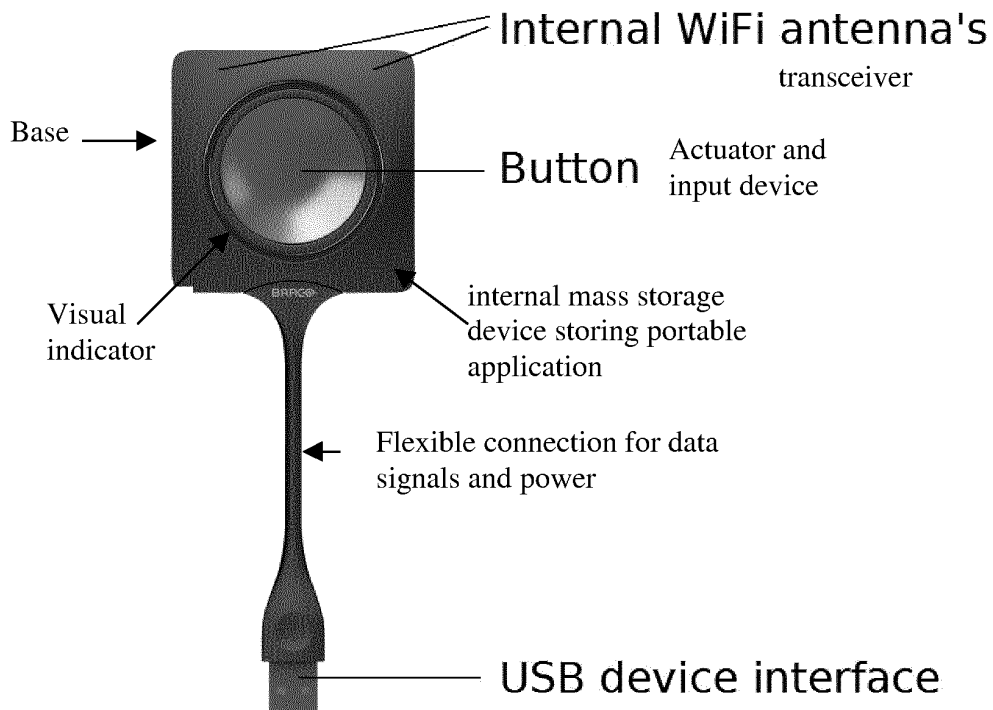 Internal WiFi antenna's
transceiver
Base
Button
Actuator and
input device
Visual
indicator
BARCO
internal mass storage
device storing portable
application
Flexible connection for data
signals and power
USB device interface